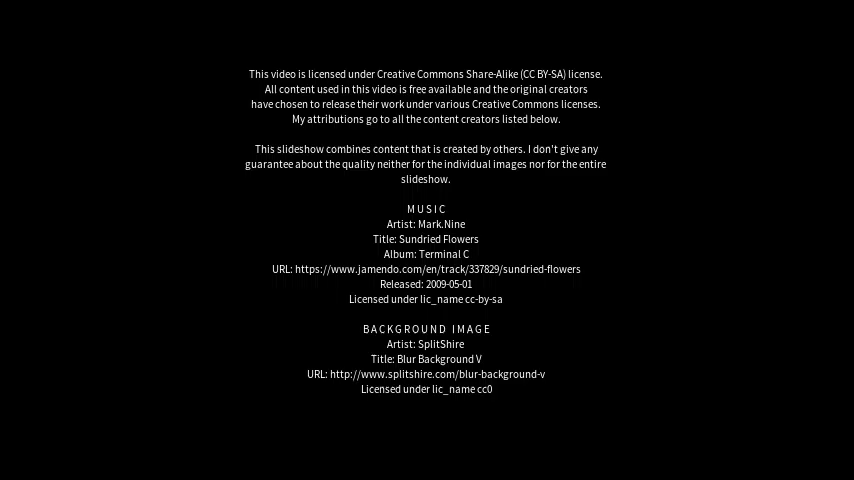 This video is licensed under Creative Commons Share-Alike (CC BY-SA) license.
All content used in this video is free available and the original creators
have chosen to release their work under various Creative Commons licenses.
My attributions go to all the content creators listed below.
This slideshow combines content that is created by others. I don't give any
guarantee about the quality neither for the individual images nor for the entire
slideshow.
MUSIC
Artist: Mark.Nine
Title: Sundried Flowers
Album: Terminal C
URL: https://www.jamendo.com/en/track/337829/sundried-flowers
Released: 2009-05-01
Licensed under lic_name cc-by-sa
BACKGROUND IMAGE
Artist: SplitShire
Title: Blur Background V
URL: http://www.splitshire.com/blur-background-v
Licensed under lic_name cc0